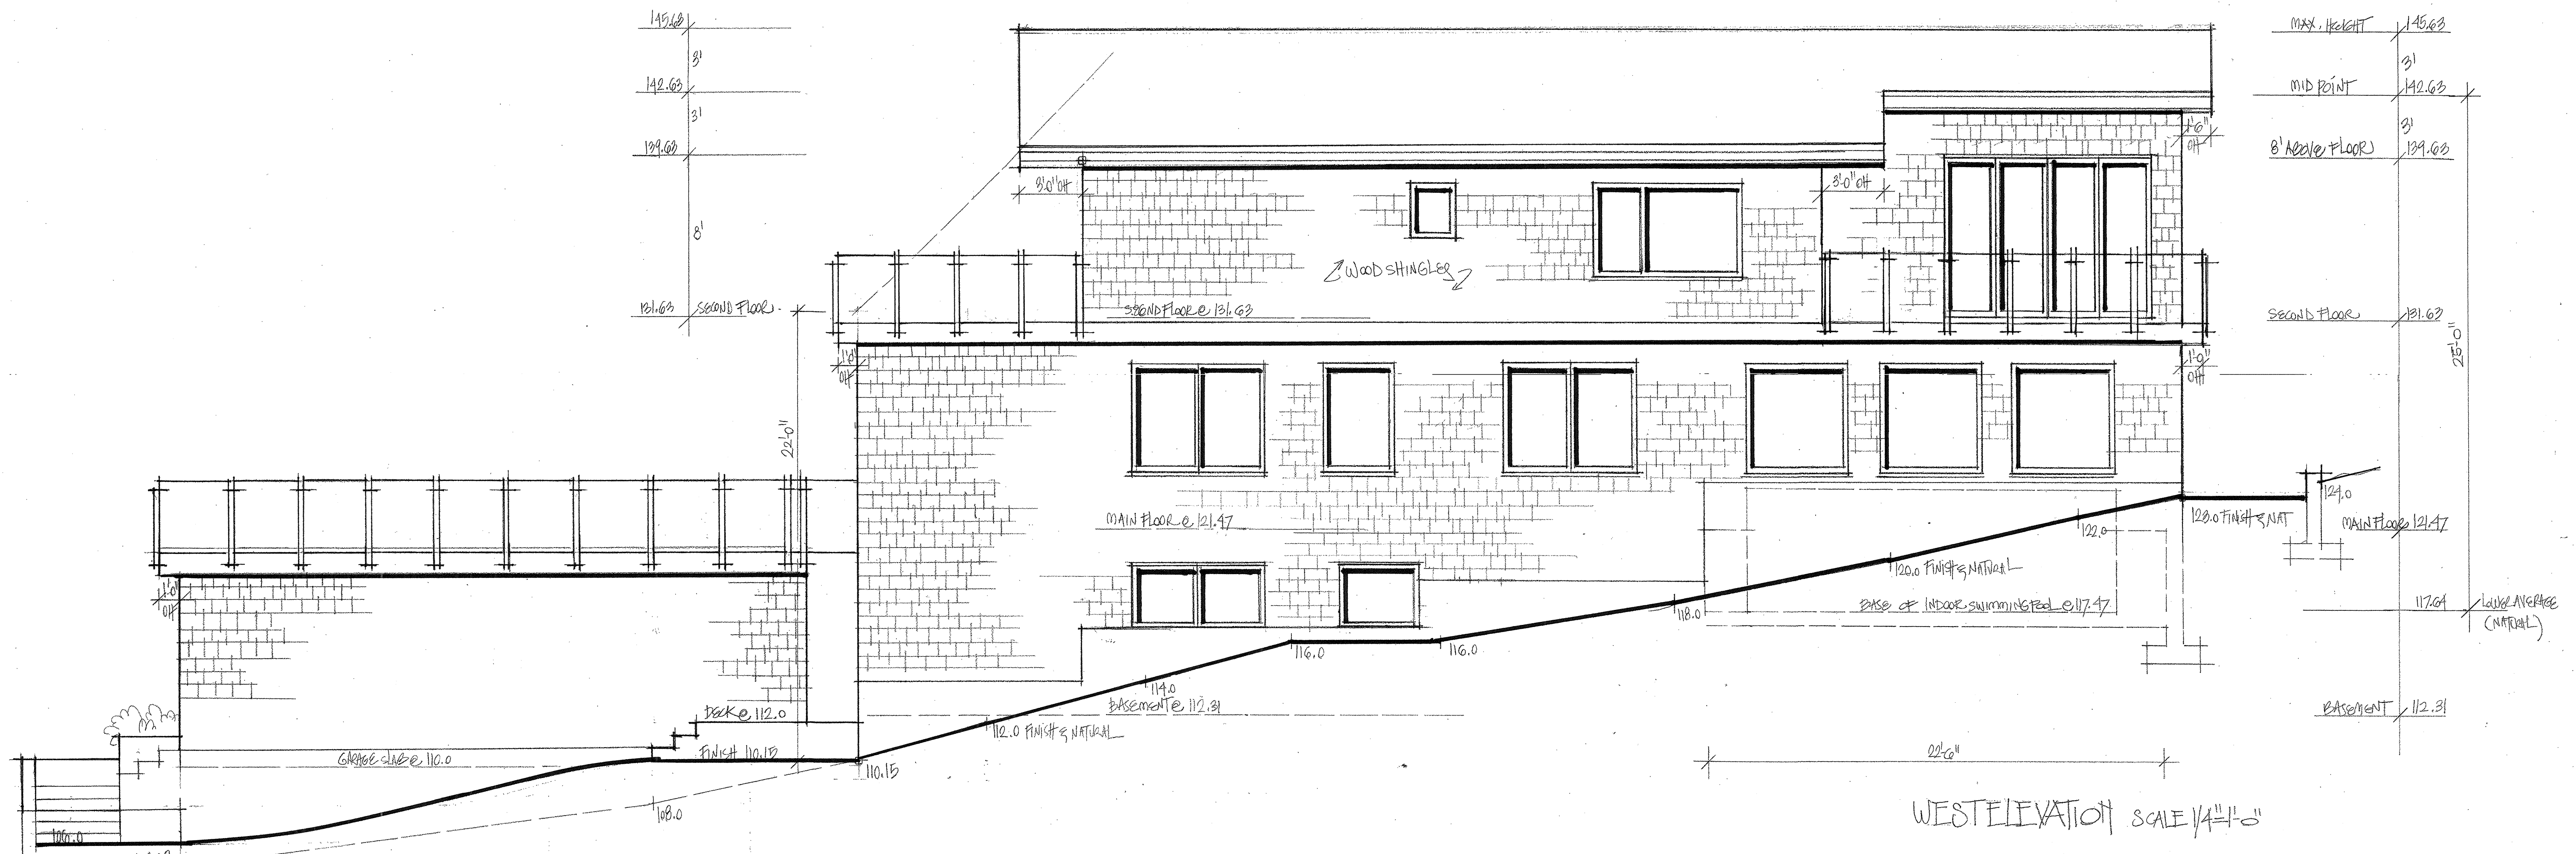 145.63
3'
142.63
3'
139.63
8'
131.63 SECOND FLOOR
22'-0"
3'-0" OH
WOOD SHINGLES
SECOND FLOOR @ 131.63
3'-0" OH
1'6"
OH
MAX. HEIGHT 145.63
3'
MID POINT 142.63
3'
8' ABOVE FLOOR 139.63
SECOND FLOOR 131.63
25'-0"
1'-0"
OH
1'-0"
OH
1'-0"
OH
MAIN FLOOR @ 121.47
124.0
123.0 FINISH & NAT
MAIN FLOOR 121.47
122.0
120.0 FINISH & NATURAL
BASE OF INDOOR SWIMMING POOL @ 117.47
118.0
117.64 LOWER AVERAGE
(NATURAL)
116.0
116.0
114.0
BASEMENT @ 112.31
112.0 FINISH & NATURAL
BASEMENT 112.31
DECK @ 112.0
FINISH 110.15
GARAGE SLAB @ 110.0
110.15
108.0
106.0
22'-6"
WEST ELEVATION SCALE 1/4"=1'-0"